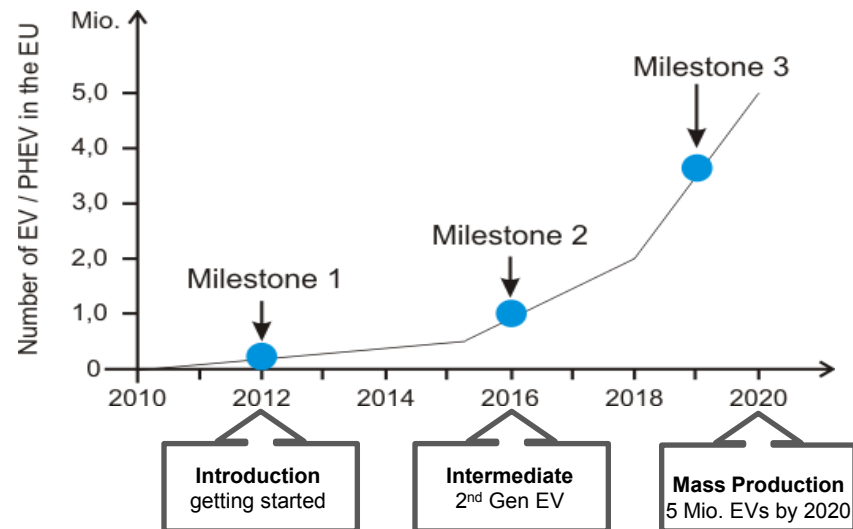 Mio.
Number of EV / PHEV in the EU
5,0
4,0
3,0
2,0
1,0
0
Milestone 1
Milestone 2
Milestone 3
2010 2012 2014 2016 2018 2020
Introduction
getting started
Intermediate
2nd Gen EV
Mass Production
5 Mio. EVs by 2020